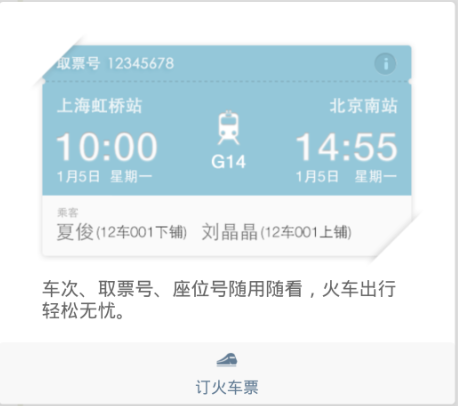 取票号 12345678
上海虹桥站 北京南站
10:00 14:55
G14
1月5日 星期一 1月5日 星期一
乘客
夏俊(12车001下铺) 刘晶晶(12车001上铺)
车次、取票号、座位号随用随看，火车出行
轻松无忧。
订火车票